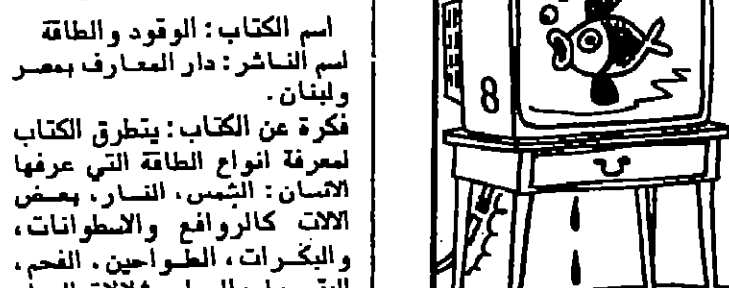 اسم الكتاب : الوقود والطاقة
اسم الناشر : دار المعارف بمصر
ولبنان .
فكرة عن الكتاب : يتطرق الكتاب
لمعرفة انواع الطاقة التي عرفها
الانسان : الشمس، النار، بعض
الالات كالروافع والاسطوانات،
والبكرات، الطواحين، الفحم،
8